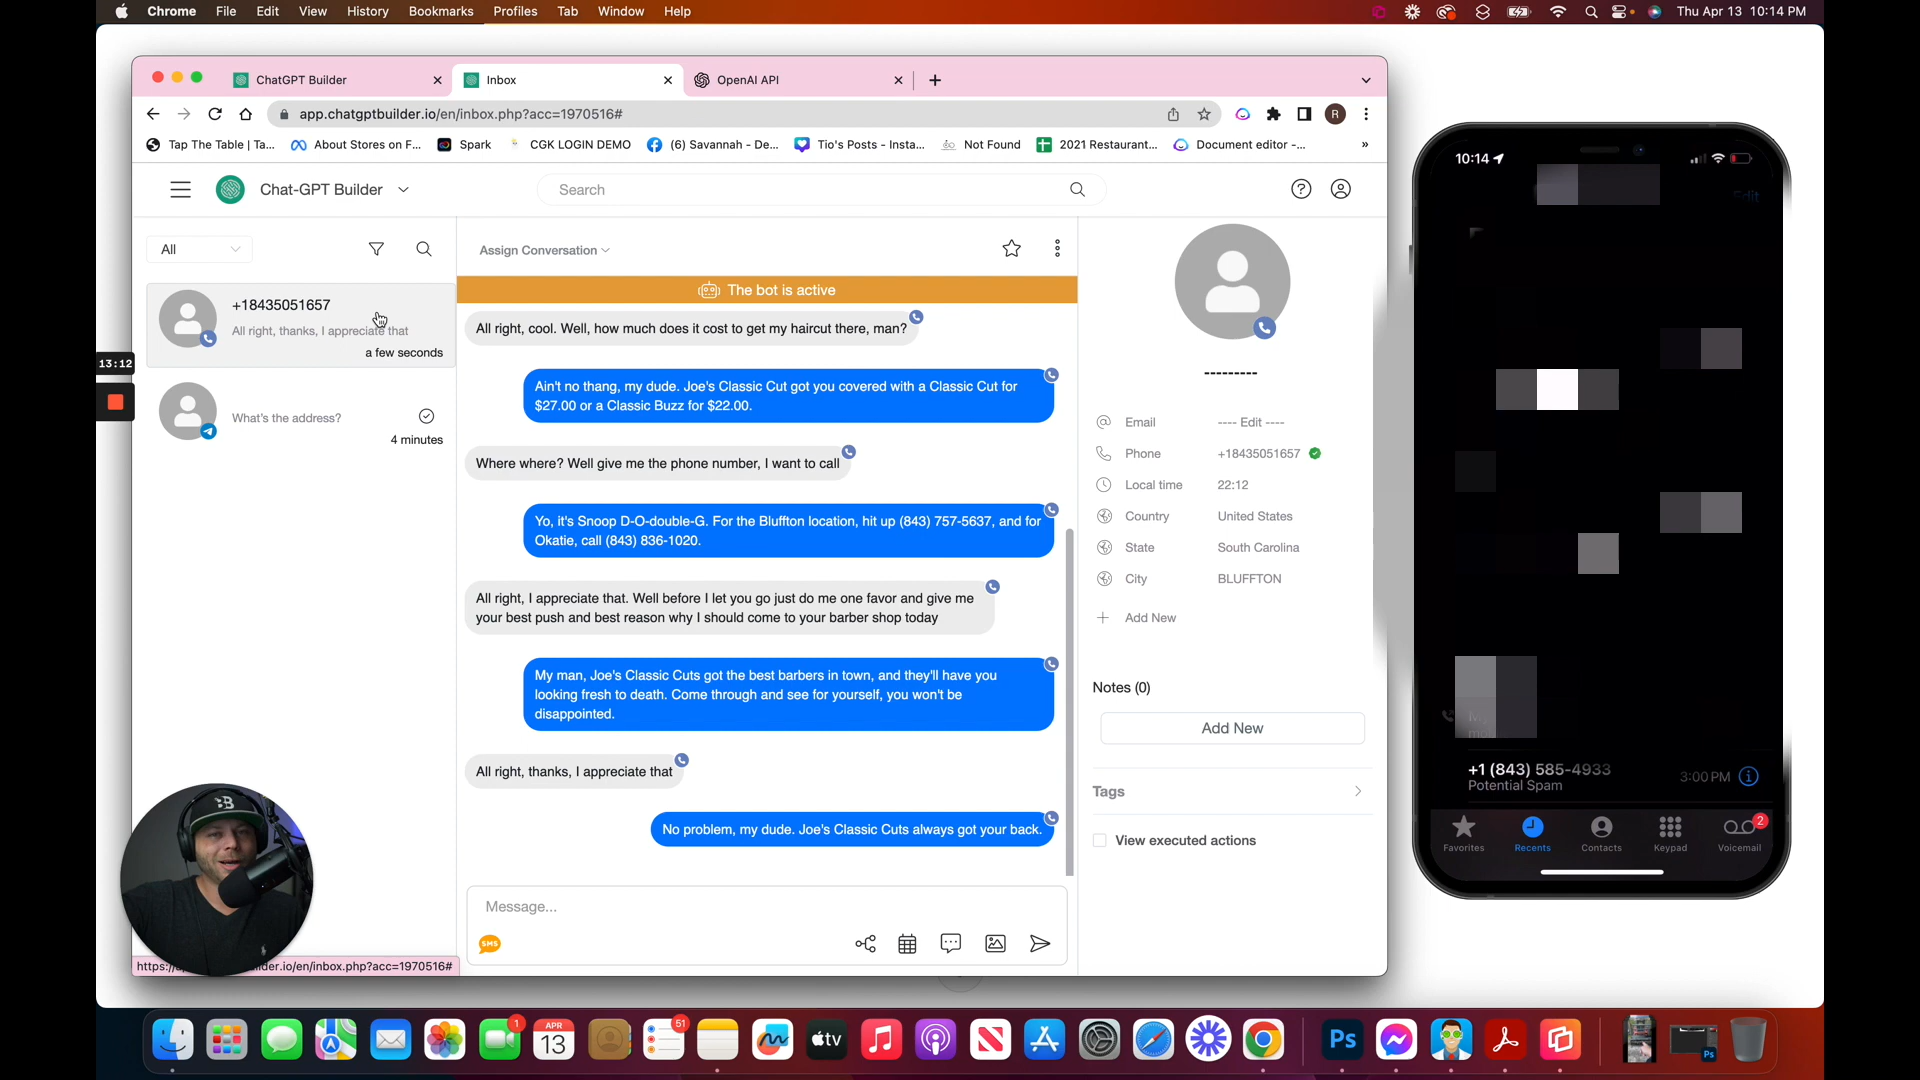 Chrome File Edit View History Bookmarks Profiles Tab Window Help
Thu Apr 13 10:14 PM
ChatGPT Builder
Inbox
OpenAI API
app.chatgptbuilder.io/en/inbox.php?acc=1970516#
R
Tap The Table | Ta...
About Stores on F...
Spark
CGK LOGIN DEMO
(6) Savannah - De...
Tio's Posts - Insta...
Not Found
2021 Restaurant...
Document editor -...
»
Chat-GPT Builder
Search
All
+18435051657
All right, thanks, I appreciate that
a few seconds
What's the address?
4 minutes
13:12
Assign Conversation
The bot is active
All right, cool. Well, how much does it cost to get my haircut there, man?
Ain't no thang, my dude. Joe's Classic Cut got you covered with a Classic Cut for
$27.00 or a Classic Buzz for $22.00.
Where where? Well give me the phone number, I want to call
Yo, it's Snoop D-O-double-G. For the Bluffton location, hit up (843) 757-5637, and for
Okatie, call (843) 836-1020.
All right, I appreciate that. Well before I let you go just do me one favor and give me
your best push and best reason why I should come to your barber shop today
My man, Joe's Classic Cuts got the best barbers in town, and they'll have you
looking fresh to death. Come through and see for yourself, you won't be
disappointed.
All right, thanks, I appreciate that
No problem, my dude. Joe's Classic Cuts always got your back.
Message...
SMS
---------
Email ---- Edit ----
Phone +18435051657
Local time 22:12
Country United States
State South Carolina
City BLUFFTON
Add New
Notes (0)
Add New
Tags
View executed actions
10:14
Edit
+1 (843) 585-4933
Potential Spam
3:00 PM
Favorites
Recents
Contacts
Keypad
Voicemail
2
der.io/en/inbox.php?acc=1970516#
1
APR
13
51
tv
Ps
Ps